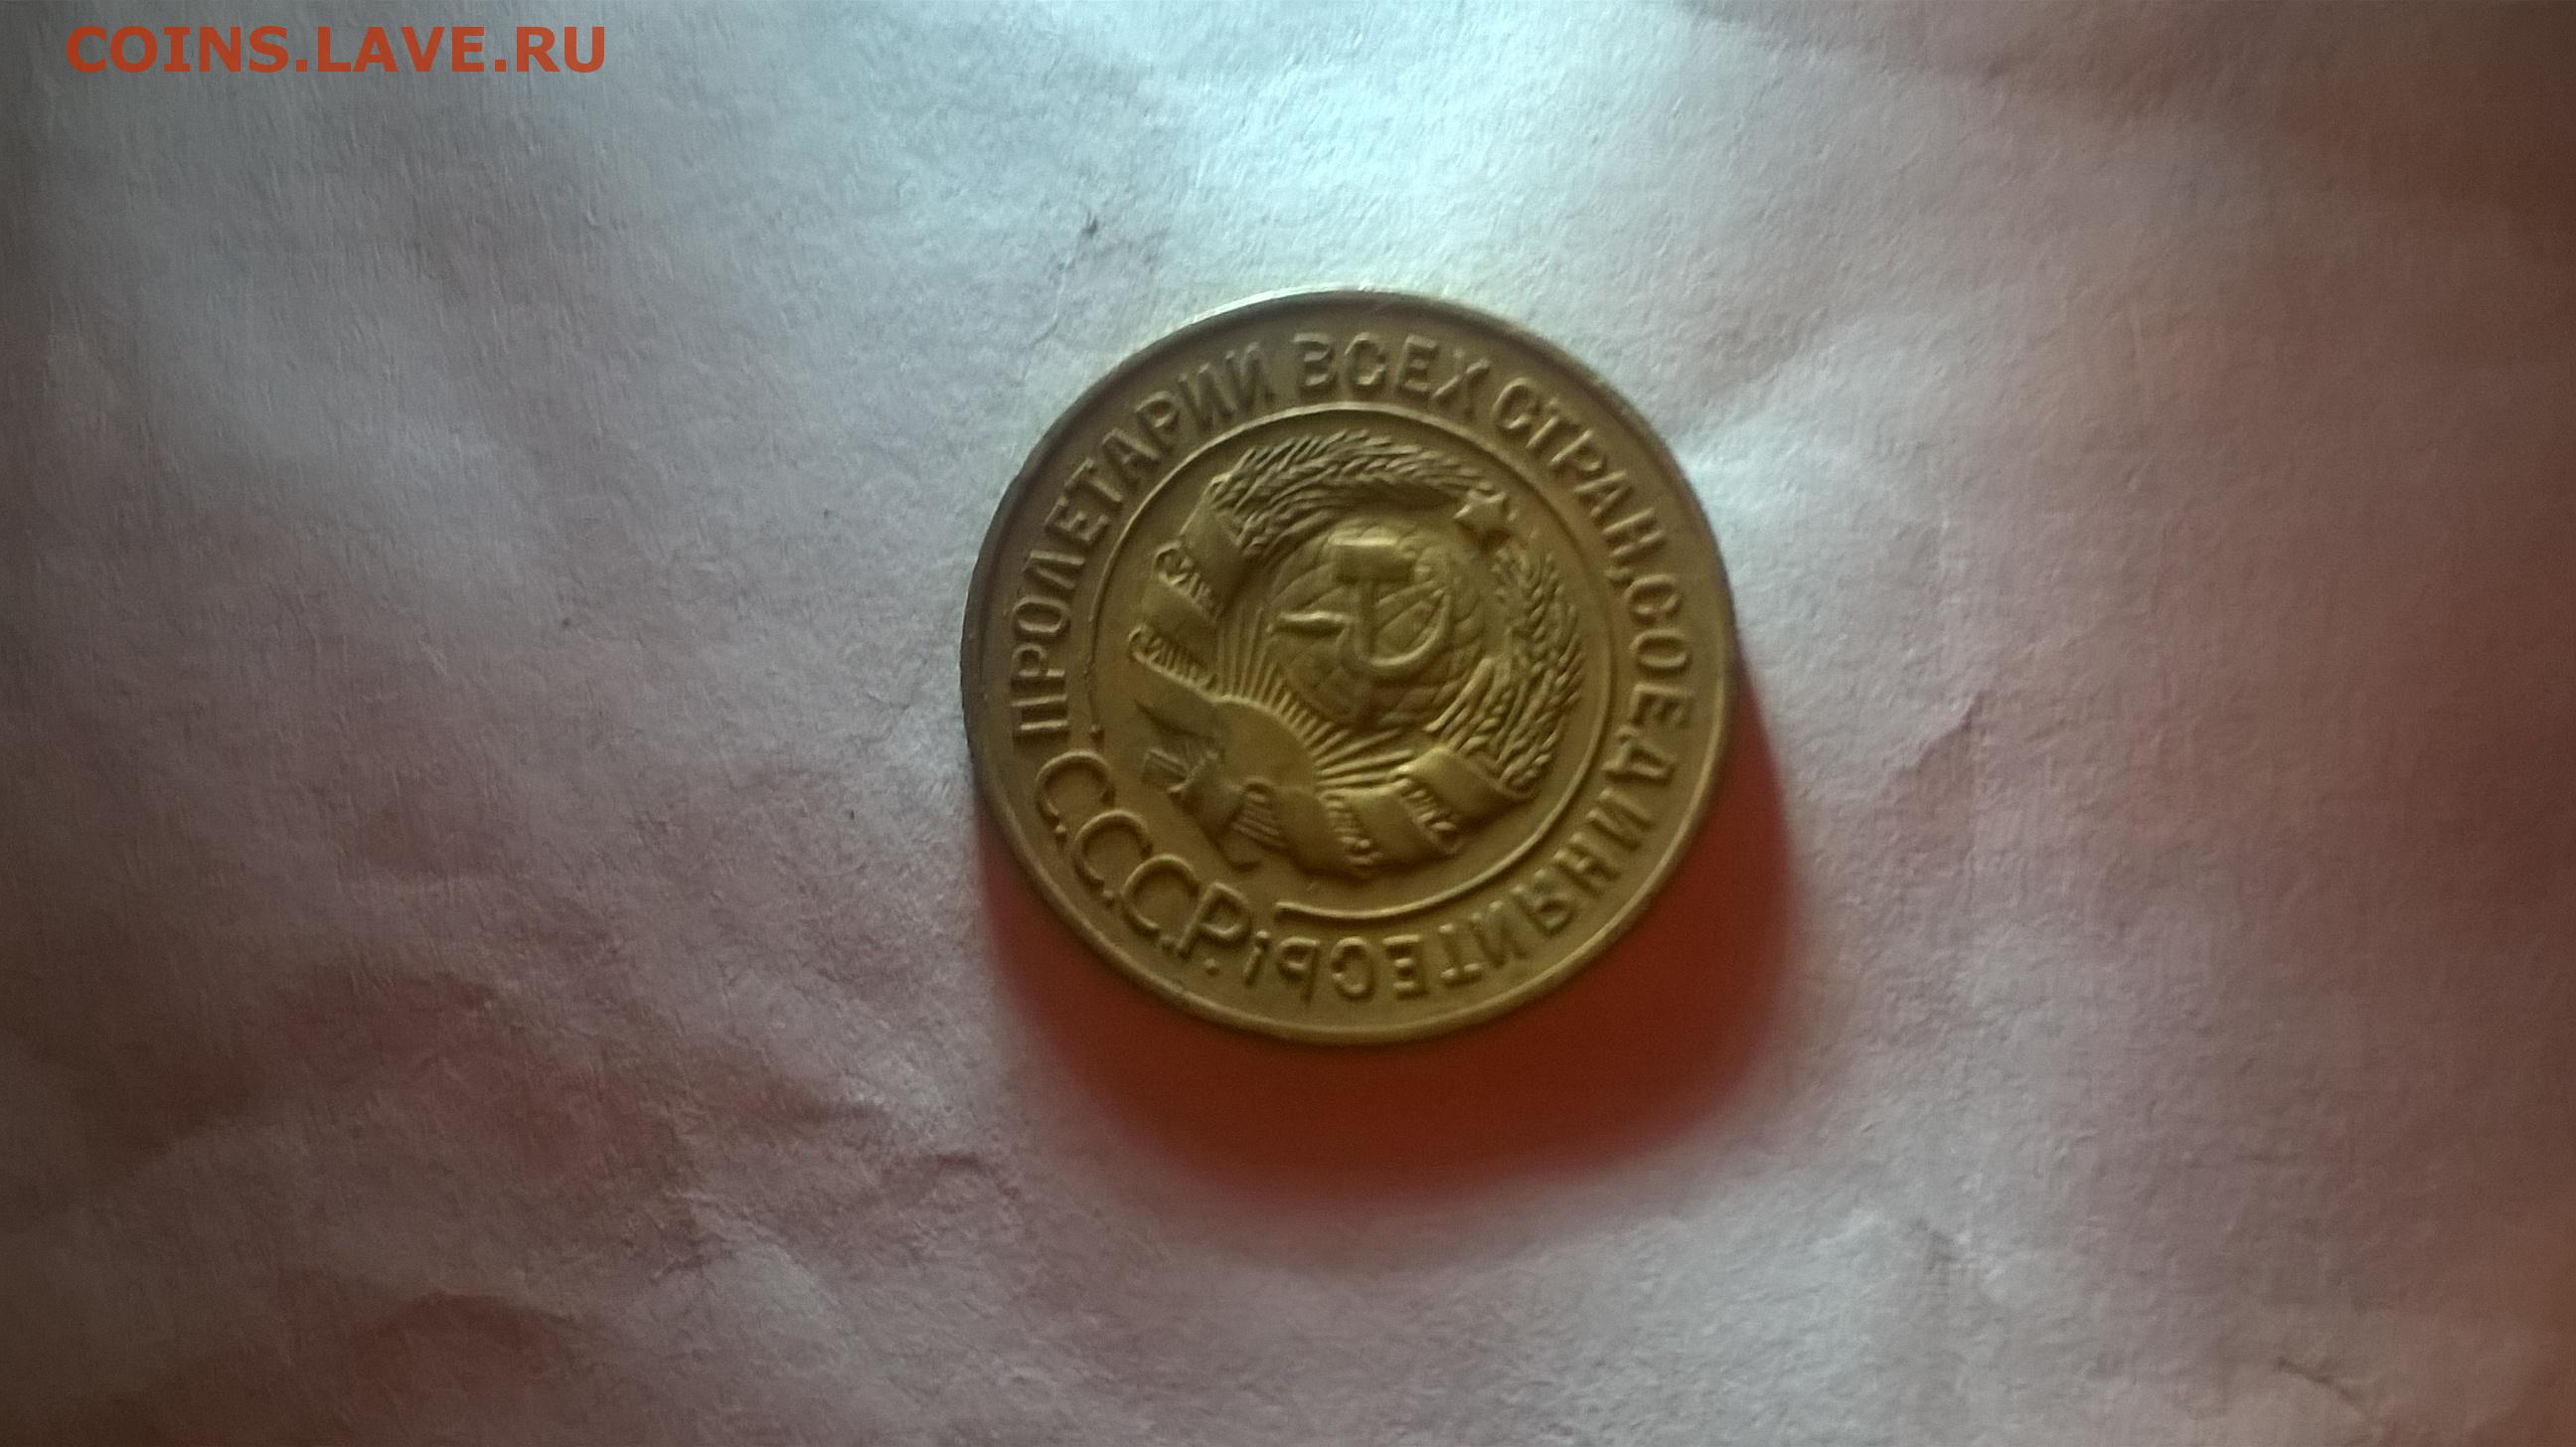 COINS.LAVE.RU
ПРОЛЕТАРИИ ВСЕХ СТРАН, СОЕДИНЯЙТЕСЬ!
С.С.С.Р.